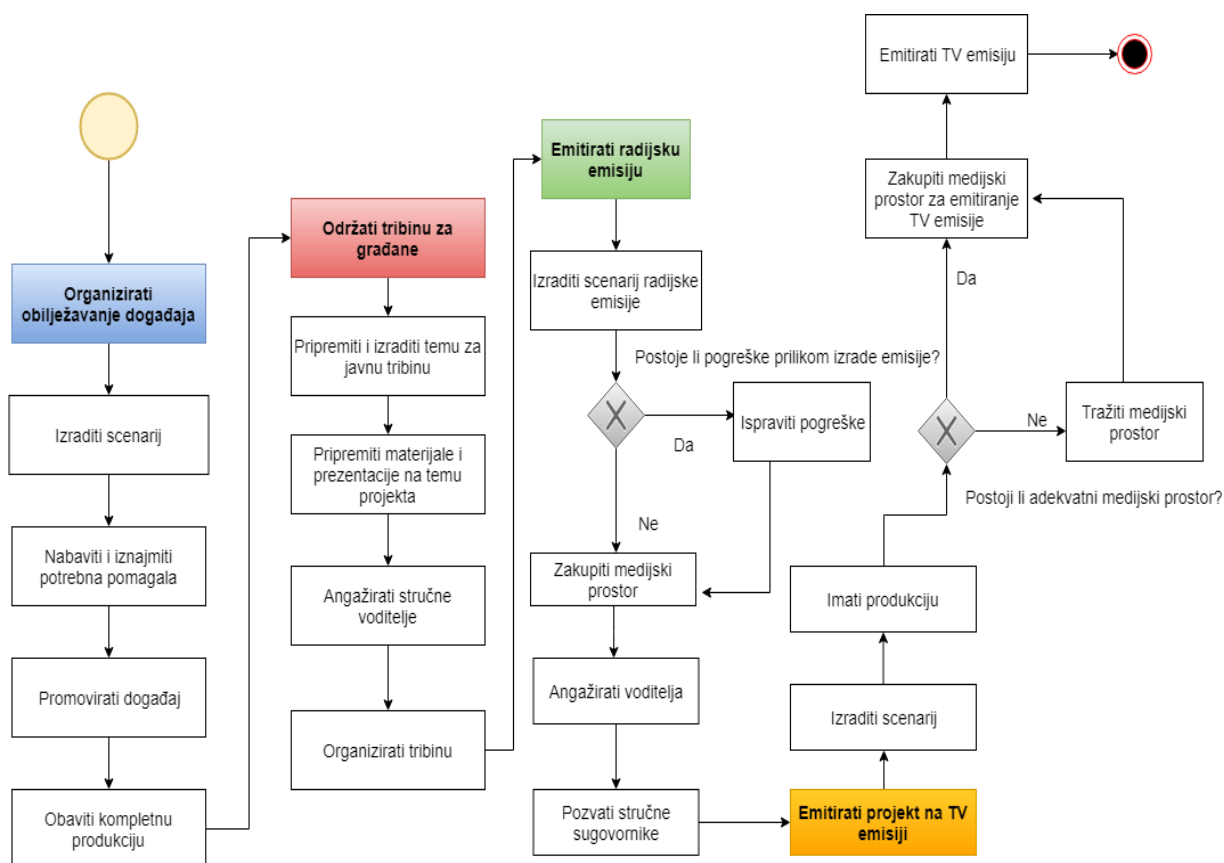 Organizirati
obilježavanje događaja
Izraditi scenarij
Nabaviti i iznajmiti
potrebna pomagala
Promovirati događaj
Obaviti kompletnu
produkciju
Održati tribinu za
građane
Pripremiti i izraditi temu za
javnu tribinu
Pripremiti materijale i
prezentacije na temu
projekta
Angažirati stručne
voditelje
Organizirati tribinu
Emitirati radijsku
emisiju
Izraditi scenarij radijske
emisije
Postoje li pogreške prilikom izrade emisije?
X
Da
Ispraviti pogreške
Ne
Zakupiti medijski
prostor
Angažirati voditelja
Pozvati stručne
sugovornike
Emitirati projekt na TV
emisiji
Izraditi scenarij
Imati produkciju
Postoji li adekvatni medijski prostor?
X
Ne
Tražiti medijski
prostor
Da
Zakupiti medijski
prostor za emitiranje
TV emisije
Emitirati TV emisiju